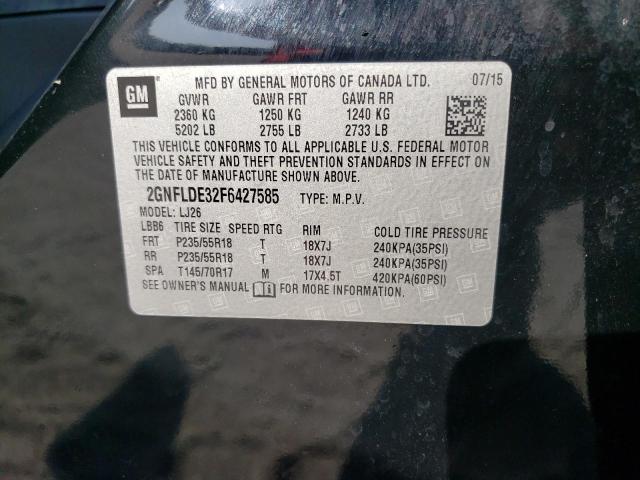 MFD BY GENERAL MOTORS OF CANADA LTD. 07/15
GM
GVWR GAWR FRT GAWR RR
2360 KG 1250 KG 1240 KG
5202 LB 2755 LB 2733 LB
THIS VEHICLE CONFORMS TO ALL APPLICABLE U.S. FEDERAL MOTOR
VEHICLE SAFETY AND THEFT PREVENTION STANDARDS IN EFFECT ON
THE DATE OF MANUFACTURE SHOWN ABOVE.
2GNFLDE32F6427585 TYPE: M.P.V.
MODEL: LJ26
LBB6 TIRE SIZE SPEED RTG RIM COLD TIRE PRESSURE
FRT P235/55R18 T 18X7J 240KPA(35PSI)
RR P235/55R18 T 18X7J 240KPA(35PSI)
SPA T145/70R17 M 17X4.5T 420KPA(60PSI)
SEE OWNER'S MANUAL FOR MORE INFORMATION.